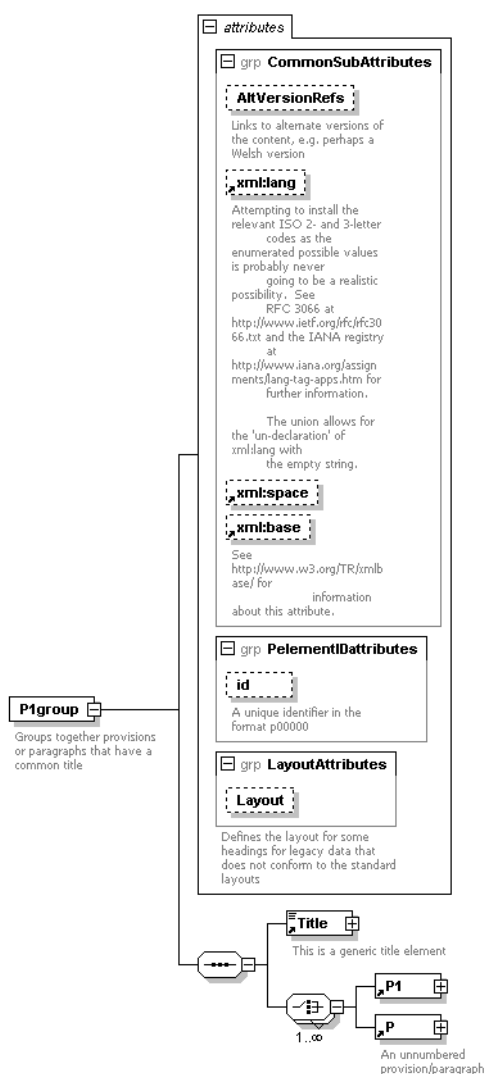 attributes
grp CommonSubAttributes
AltVersionRefs
Links to alternate versions of
the content, e.g. perhaps a
Welsh version
xml:lang
Attempting to install the
relevant ISO 2- and 3-letter
codes as the
enumerated possible values
is probably never
going to be a realistic
possibility. See
RFC 3066 at
http://www.ietf.org/rfc/rfc30
66.txt and the IANA registry
at
http://www.iana.org/assign
ments/lang-tag-apps.htm for
further information.
The union allows for
the 'un-declaration' of
xml:lang with
the empty string.
xml:space
xml:base
See
http://www.w3.org/TR/xmlb
ase/ for
information
about this attribute.
grp PelementIDattributes
id
A unique identifier in the
format p00000
P1group
Groups together provisions
or paragraphs that have a
common title
grp LayoutAttributes
Layout
Defines the layout for some
headings for legacy data that
does not conform to the standard
layouts
Title
This is a generic title element
P1
P
1..∞
An unnumbered
provision/paragraph